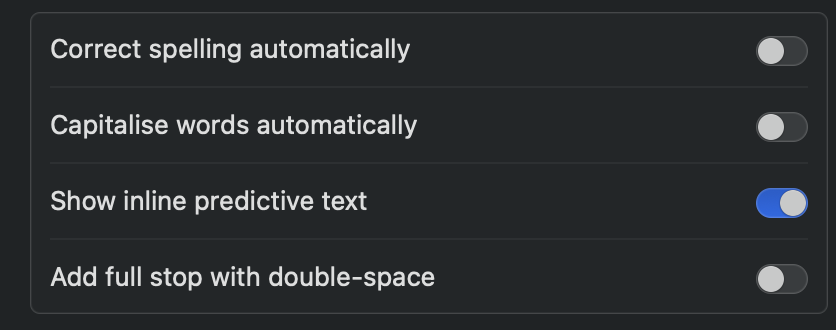 Correct spelling automatically
Capitalise words automatically
Show inline predictive text
Add full stop with double-space